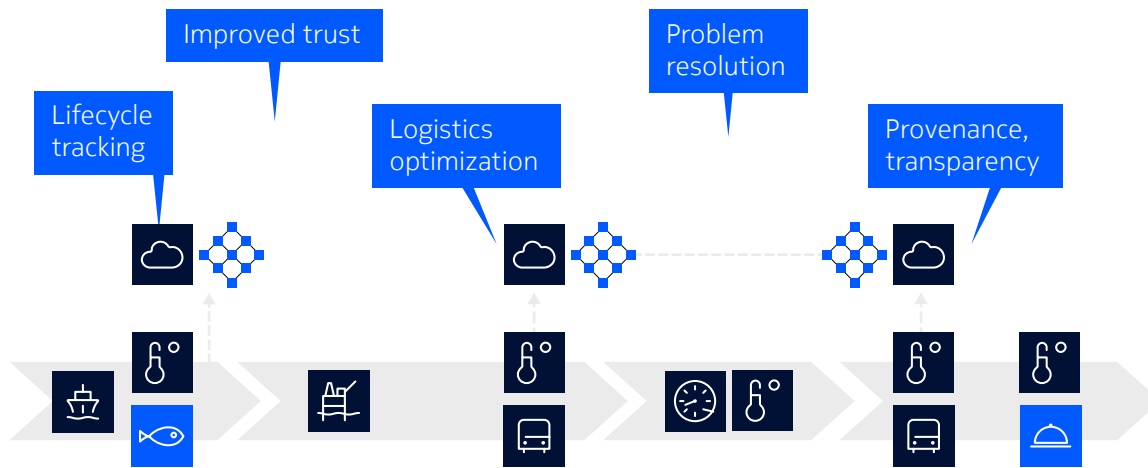 Improved trust
Problem
resolution
Lifecycle
tracking
Logistics
optimization
Provenance,
transparency